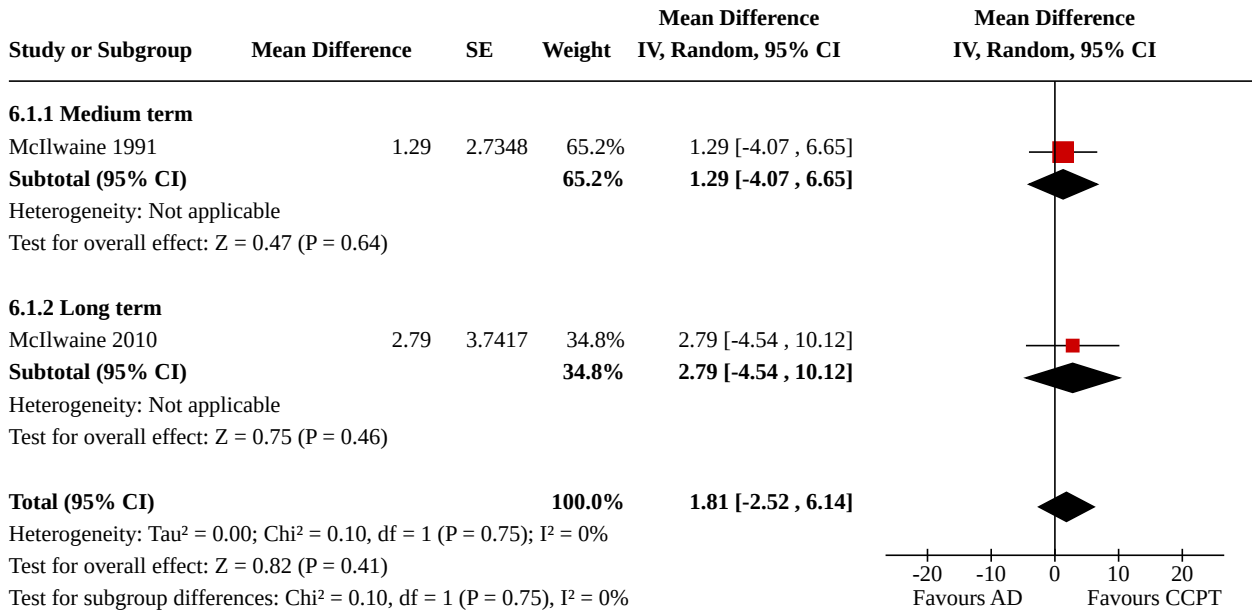 Mean Difference Mean Difference
Study or Subgroup Mean Difference SE Weight IV, Random, 95% CI IV, Random, 95% CI
6.1.1 Medium term
McIlwaine 1991 1.29 2.7348 65.2% 1.29 [-4.07 , 6.65]
Subtotal (95% CI) 65.2% 1.29 [-4.07 , 6.65]
Heterogeneity: Not applicable
Test for overall effect: Z = 0.47 (P = 0.64)
6.1.2 Long term
McIlwaine 2010 2.79 3.7417 34.8% 2.79 [-4.54 , 10.12]
Subtotal (95% CI) 34.8% 2.79 [-4.54 , 10.12]
Heterogeneity: Not applicable
Test for overall effect: Z = 0.75 (P = 0.46)
Total (95% CI) 100.0% 1.81 [-2.52 , 6.14]
Heterogeneity: Tau² = 0.00; Chi² = 0.10, df = 1 (P = 0.75); I² = 0%
Test for overall effect: Z = 0.82 (P = 0.41)
-20 -10 0 10 20
Test for subgroup differences: Chi² = 0.10, df = 1 (P = 0.75), I² = 0% Favours AD Favours CCPT